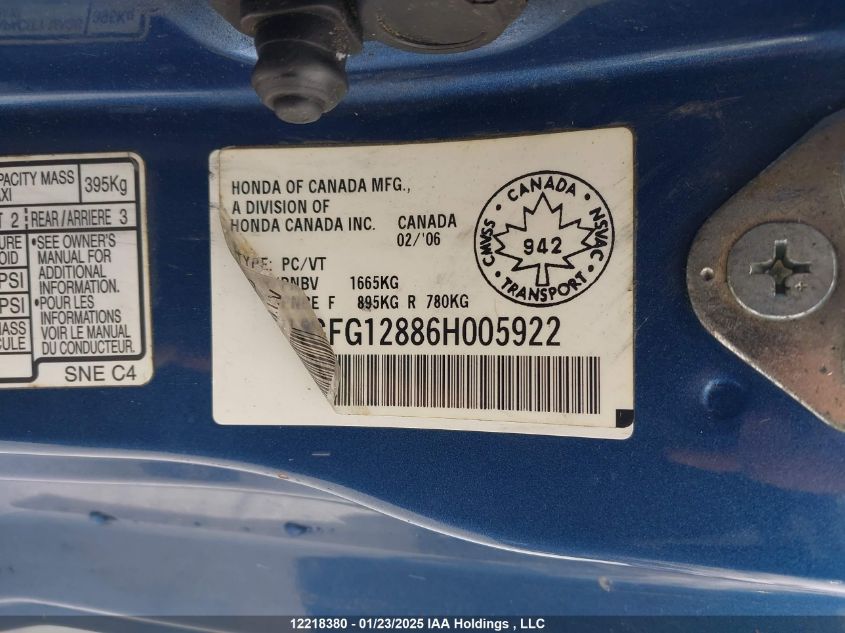 PACITY MASS
AXI
395Kg
T 2
REAR/ARRIERE 3
•SEE OWNER'S
MANUAL FOR
ADDITIONAL
INFORMATION.
•POUR LES
INFORMATIONS
VOIR LE MANUAL
DU CONDUCTEUR.
URE
OID
PSI
PSI
MASS
CULE
SNE C4
HONDA OF CANADA MFG.,
A DIVISION OF
HONDA CANADA INC.
CANADA
02/'06
TYPE: PC/VT
PNBV 1665KG
F 895KG R 780KG
FG12886H005922
CANADA
CMVSS
NSVAC
942
TRANSPORT
12218380 - 01/23/2025 IAA Holdings , LLC